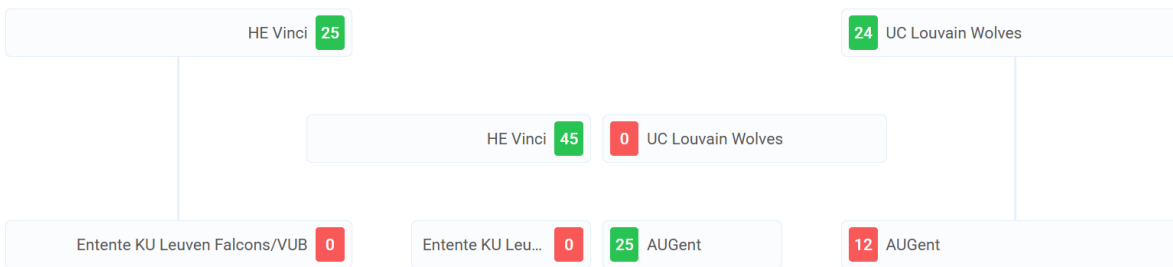 HE Vinci 25
24 UC Louvain Wolves
HE Vinci 45
0 UC Louvain Wolves
Entente KU Leuven Falcons/VUB 0
Entente KU Leu... 0
25 AUGent
12 AUGent